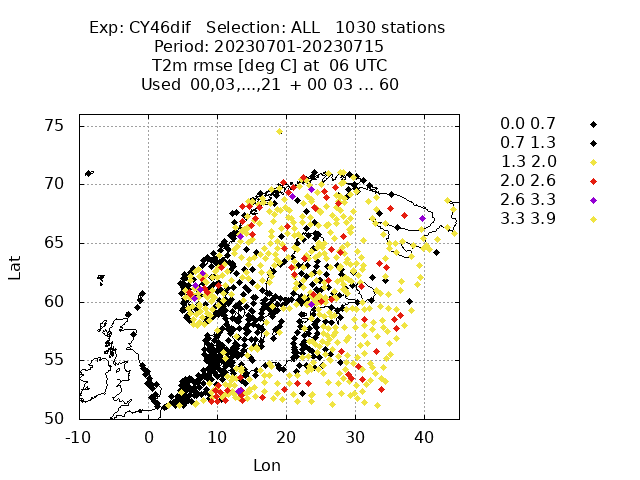 Exp: CY46dif   Selection: ALL   1030 stations
Period: 20230701-20230715
T2m rmse [deg C] at  06 UTC
Used  00,03,...,21  + 00 03 ... 60
0.0 0.7
0.7 1.3
1.3 2.0
2.0 2.6
2.6 3.3
3.3 3.9
75
70
65
60
55
50
Lat
-10 0 10 20 30 40
Lon